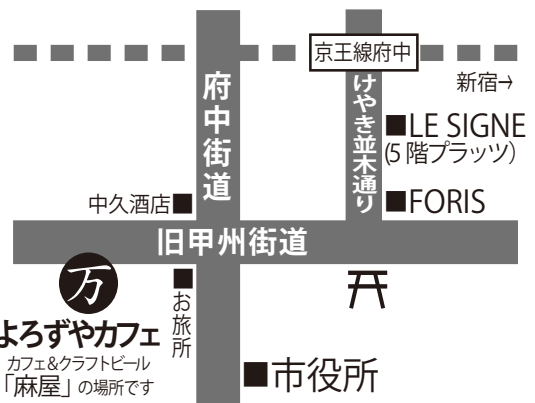 京王線府中
新宿→
府中街道
けやき並木通り
■LE SIGNE
(5階プラッツ)
中久酒店■
■FORIS
旧甲州街道
万
■お旅所
よろずやカフェ
カフェ&クラフトビール
「麻屋」の場所です
■市役所